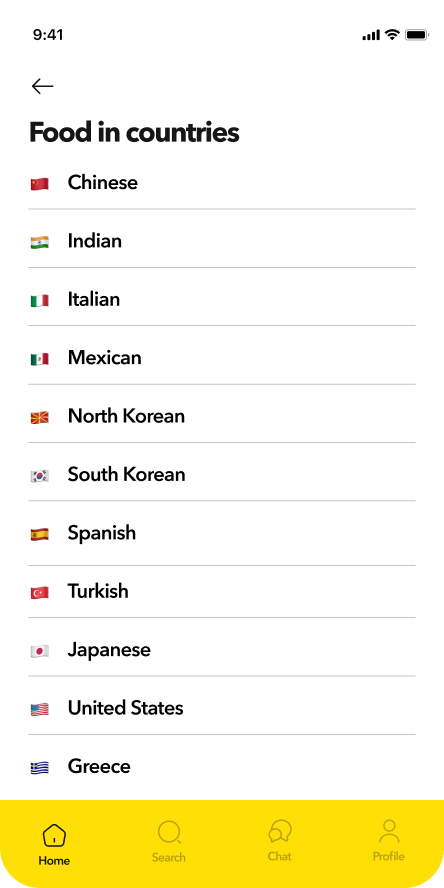 9:41
Food in countries
Chinese
Indian
Italian
Mexican
North Korean
South Korean
Spanish
Turkish
Japanese
United States
Greece
Home
Search
Chat
Profile